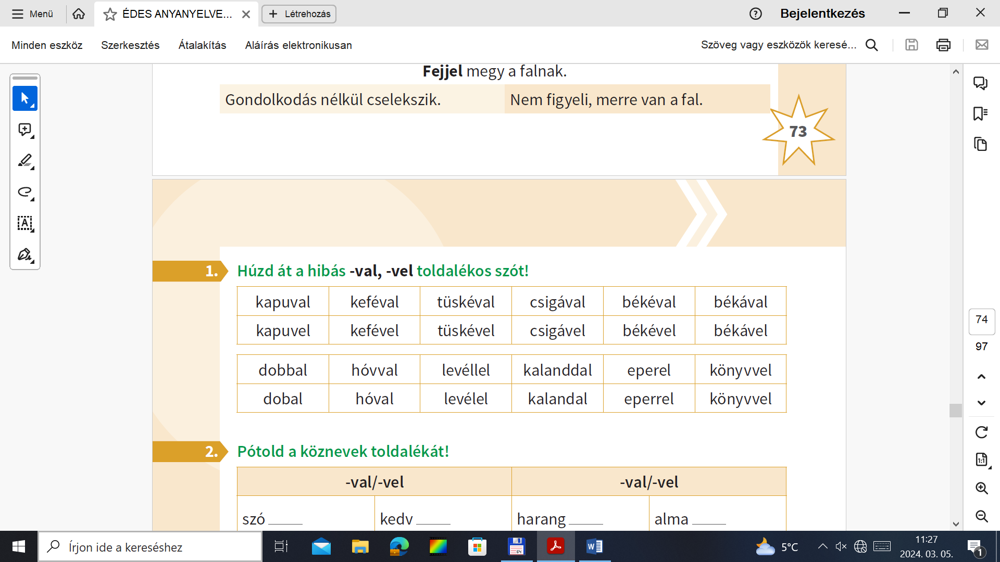 Menü
ÉDES ANYANYELVE...
Létrehozás
Bejelentkezés
Minden eszköz
Szerkesztés
Átalakítás
Aláírás elektronikusan
Szöveg vagy eszközök keresé...
Fejjel megy a falnak.
Gondolkodás nélkül cselekszik.
Nem figyeli, merre van a fal.
73
1. Húzd át a hibás -val, -vel toldalékos szót!
kapuval keféval tüskéval csigával békéval békával
kapuvel kefével tüskével csigável békével békável
dobbal hóvval levéllel kalanddal eperel könyvvel
dobal hóval levélel kalandal eperrel könyvvel
2. Pótold a köznevek toldalékát!
-val/-vel -val/-vel
szó ____ kedv ____ harang ____ alma ____
74
97
1:1
Írjon ide a kereséshez
64
W
5°C
11:27
2024. 03. 05.
1